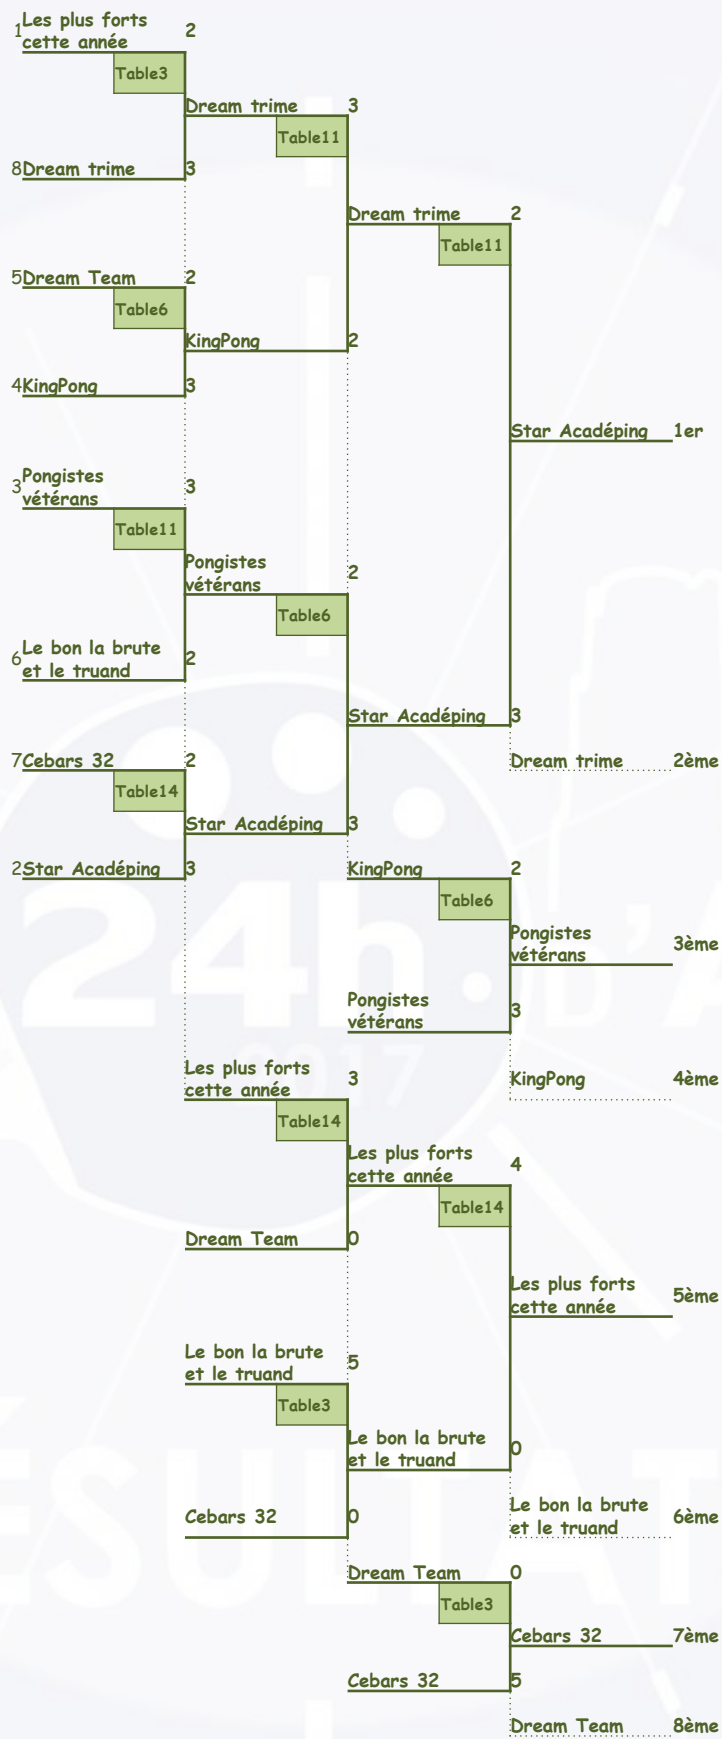 1 Les plus forts 2
cette année
Table3
Dream trime 3
Table11
8 Dream trime 3
Dream trime 2
Table11
5 Dream Team 2
Table6
KingPong 2
4 KingPong 3
Star Acadéping 1er
3 Pongistes 3
vétérans
Table11
Pongistes 2
vétérans
Table6
6 Le bon la brute 2
et le truand
Star Acadéping 3
7 Cebars 32 2
Dream trime 2ème
Table14
Star Acadéping 3
2 Star Acadéping 3
KingPong 2
Table6
24h D'A
Pongistes 3ème
vétérans
Pongistes 3
vétérans
2017
Les plus forts 3
cette année
KingPong 4ème
Table14
Les plus forts 4
cette année
Table14
Dream Team 0
Les plus forts 5ème
cette année
Le bon la brute 5
et le truand
Table3
Le bon la brute 0
et le truand
RÉSULTAT
Cebars 32 0
Le bon la brute 6ème
et le truand
Dream Team 0
Table3
Cebars 32 7ème
Cebars 32 5
Dream Team 8ème